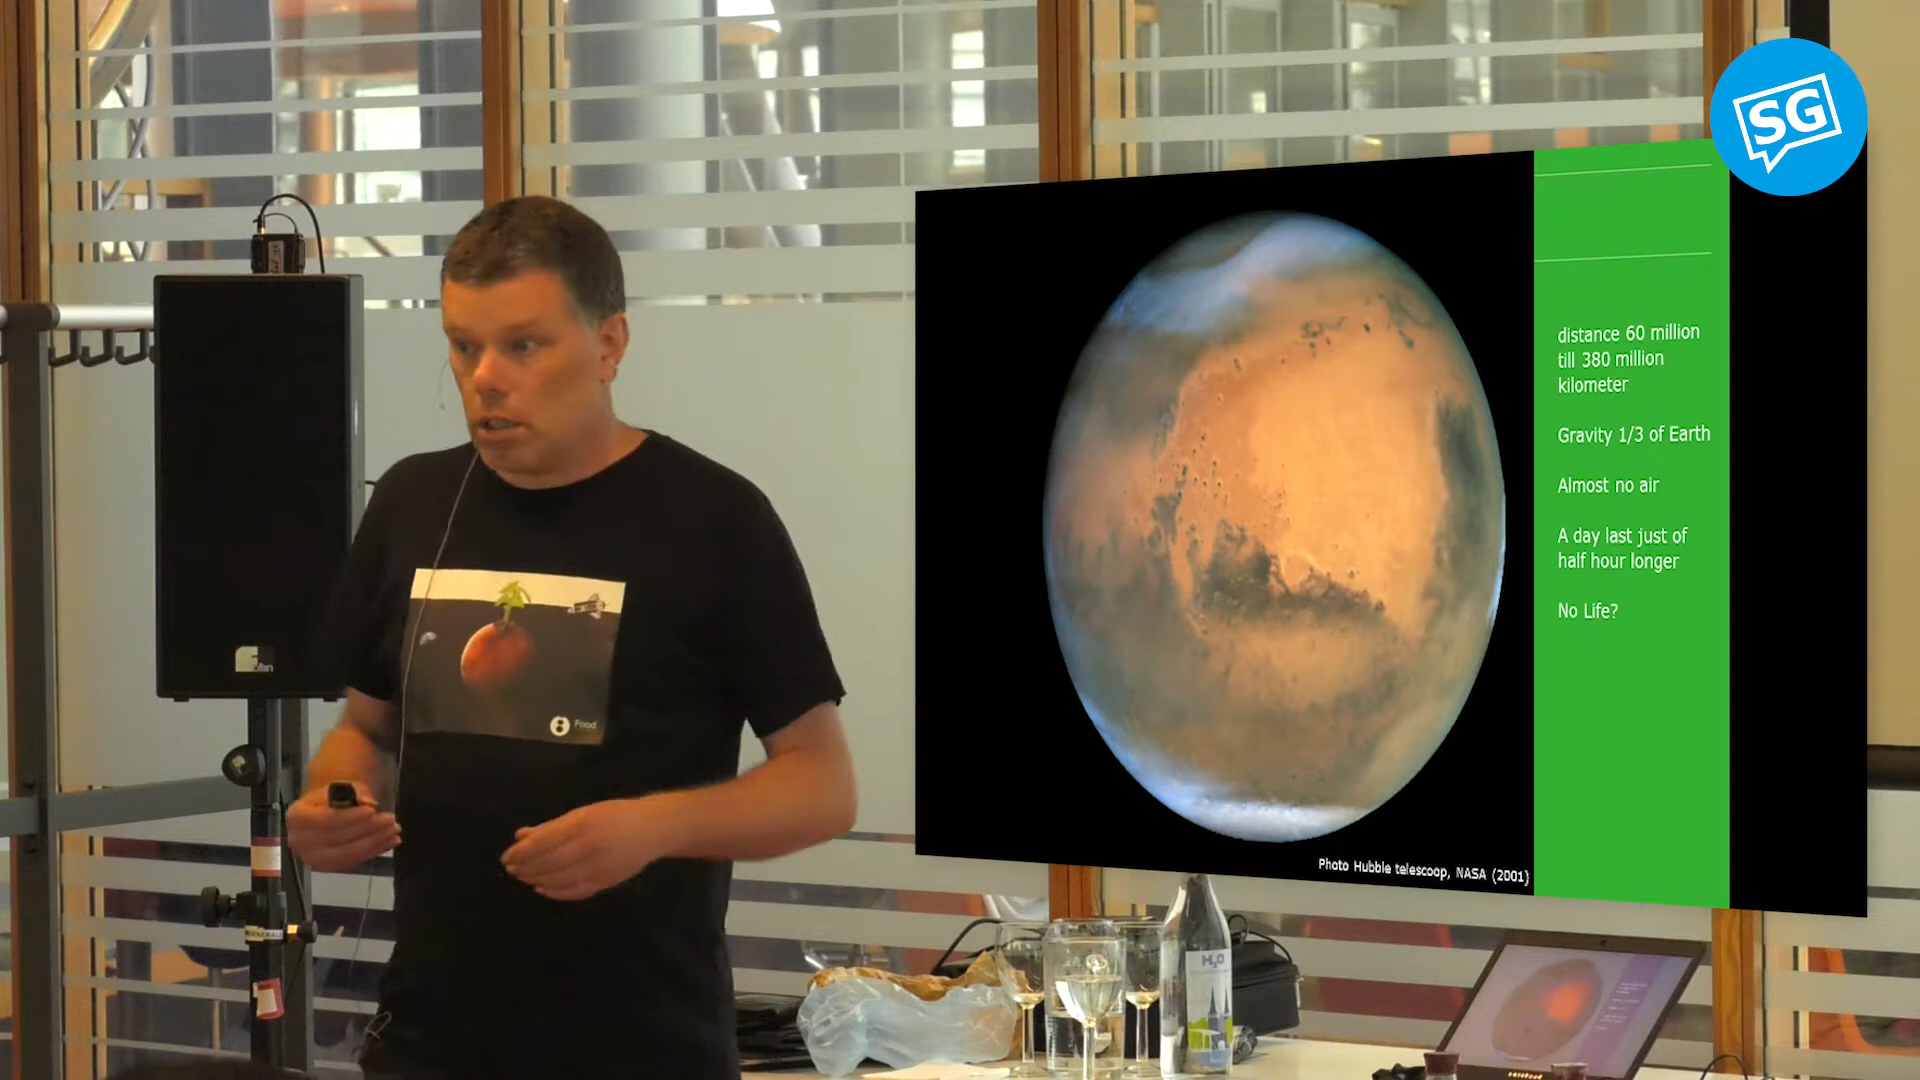 SG
distance 60 million
till 380 million
kilometer
Gravity 1/3 of Earth
Almost no air
A day last just of
half hour longer
No Life?
Photo Hubble telescoop, NASA (2001)
Food
H2O